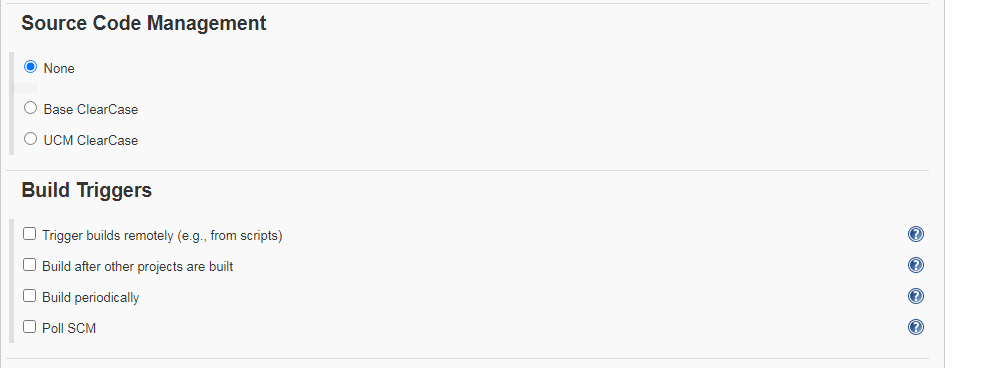 Source Code Management
None
Base ClearCase
UCM ClearCase
Build Triggers
Trigger builds remotely (e.g., from scripts)
?
Build after other projects are built
?
Build periodically
?
Poll SCM
?